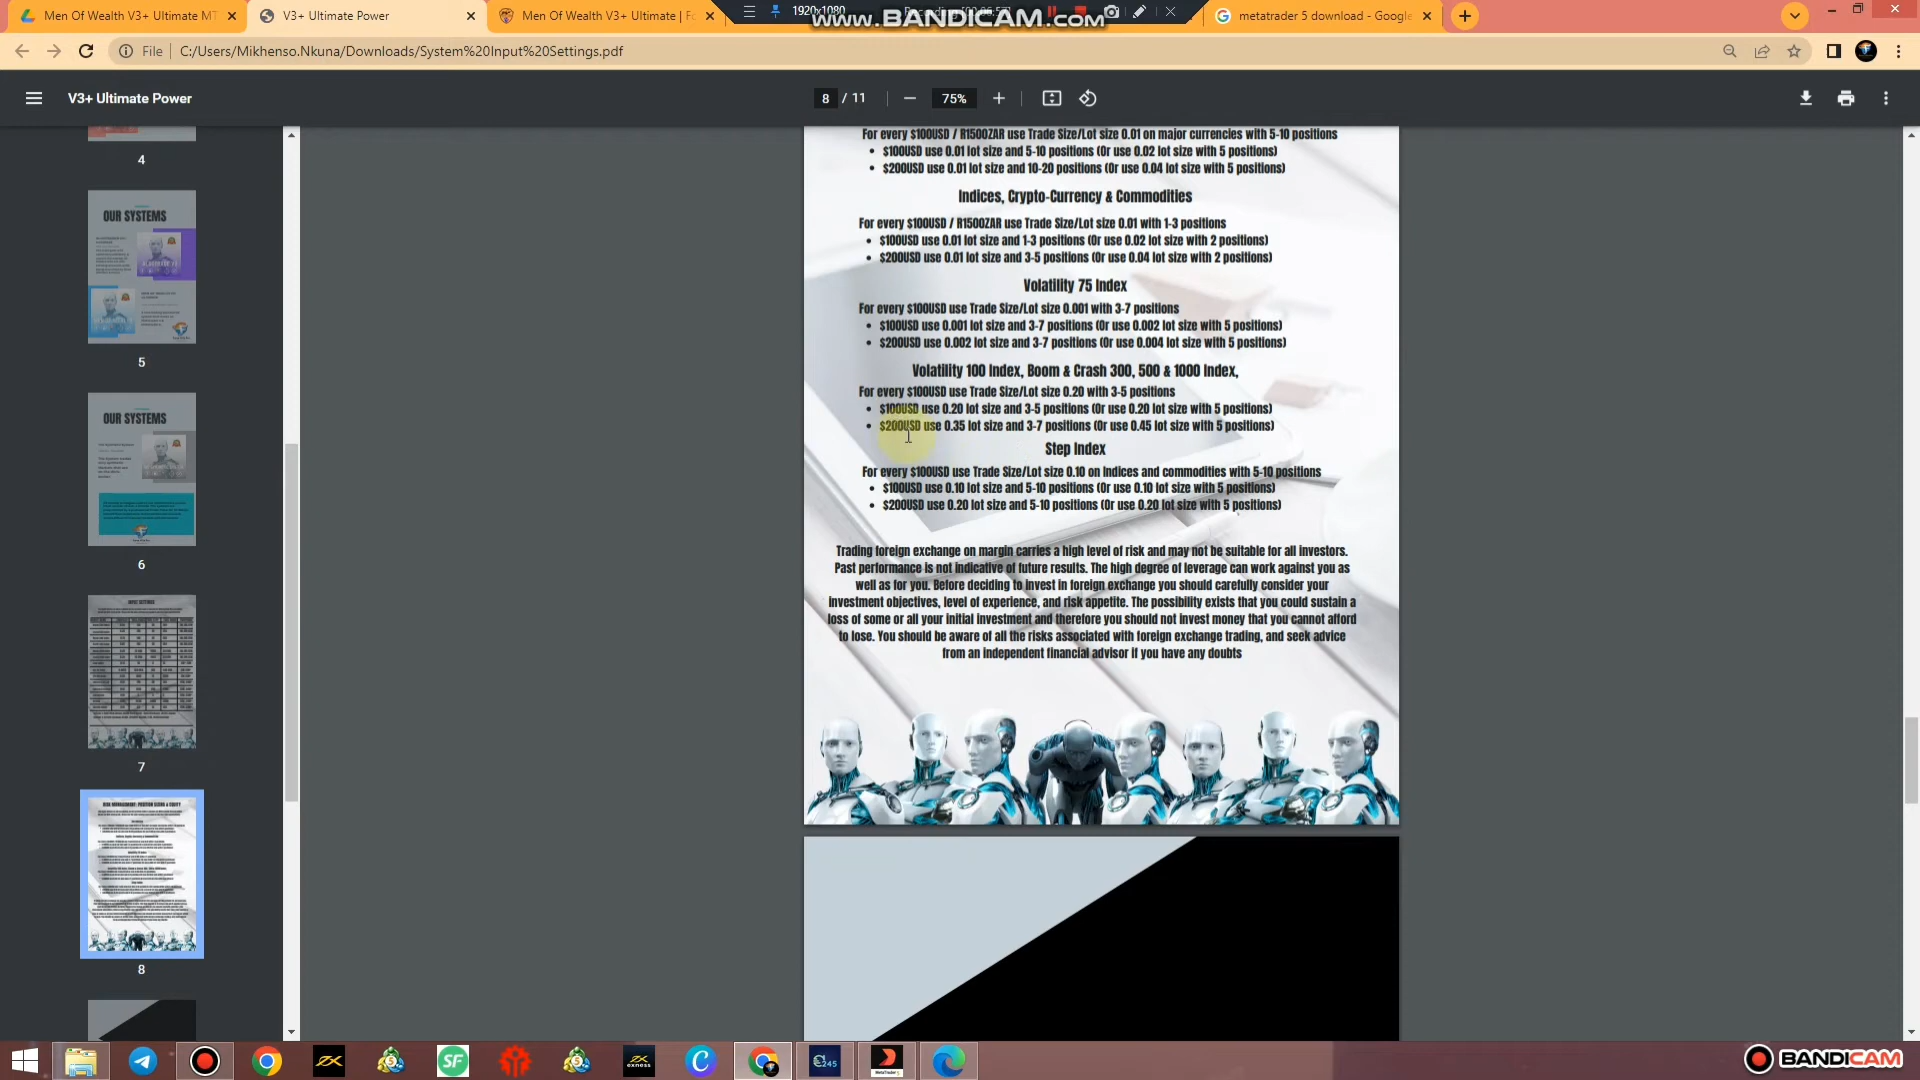 Men Of Wealth V3+ Ultimate MT
V3+ Ultimate Power
Men Of Wealth V3+ Ultimate | Fo
1920x1080
www.BANDICAM.com
metatrader 5 download - Google
File
C:/Users/Mikhenso.Nkuna/Downloads/System%20Input%20Settings.pdf
V3+ Ultimate Power
8 / 11
75%
4
OUR SYSTEMS
5
OUR SYSTEMS
6
7
8
For every $100USD / R1500ZAR use Trade Size/Lot size 0.01 on major currencies with 5-10 positions
• $100USD use 0.01 lot size and 5-10 positions (Or use 0.02 lot size with 5 positions)
• $200USD use 0.01 lot size and 10-20 positions (Or use 0.04 lot size with 5 positions)
Indices, Crypto-Currency & Commodities
For every $100USD / R1500ZAR use Trade Size/Lot size 0.01 with 1-3 positions
• $100USD use 0.01 lot size and 1-3 positions (Or use 0.02 lot size with 2 positions)
• $200USD use 0.01 lot size and 3-5 positions (Or use 0.04 lot size with 2 positions)
Volatility 75 Index
For every $100USD use Trade Size/Lot size 0.001 with 3-7 positions
• $100USD use 0.001 lot size and 3-7 positions (Or use 0.002 lot size with 5 positions)
• $200USD use 0.002 lot size and 3-7 positions (Or use 0.004 lot size with 5 positions)
Volatility 100 Index, Boom & Crash 300, 500 & 1000 Index,
For every $100USD use Trade Size/Lot size 0.20 with 3-5 positions
• $100USD use 0.20 lot size and 3-5 positions (Or use 0.20 lot size with 5 positions)
• $200USD use 0.35 lot size and 3-7 positions (Or use 0.45 lot size with 5 positions)
Step Index
For every $100USD use Trade Size/Lot size 0.10 on Indices and commodities with 5-10 positions
• $100USD use 0.10 lot size and 5-10 positions (Or use 0.10 lot size with 5 positions)
• $200USD use 0.20 lot size and 5-10 positions (Or use 0.20 lot size with 5 positions)
Trading foreign exchange on margin carries a high level of risk and may not be suitable for all investors.
Past performance is not indicative of future results. The high degree of leverage can work against you as
well as for you. Before deciding to invest in foreign exchange you should carefully consider your
investment objectives, level of experience, and risk appetite. The possibility exists that you could sustain a
loss of some or all your initial investment and therefore you should not invest money that you cannot afford
to lose. You should be aware of all the risks associated with foreign exchange trading, and seek advice
from an independent financial advisor if you have any doubts
SF
exness
C245
MetaTrader 5
BANDICAM